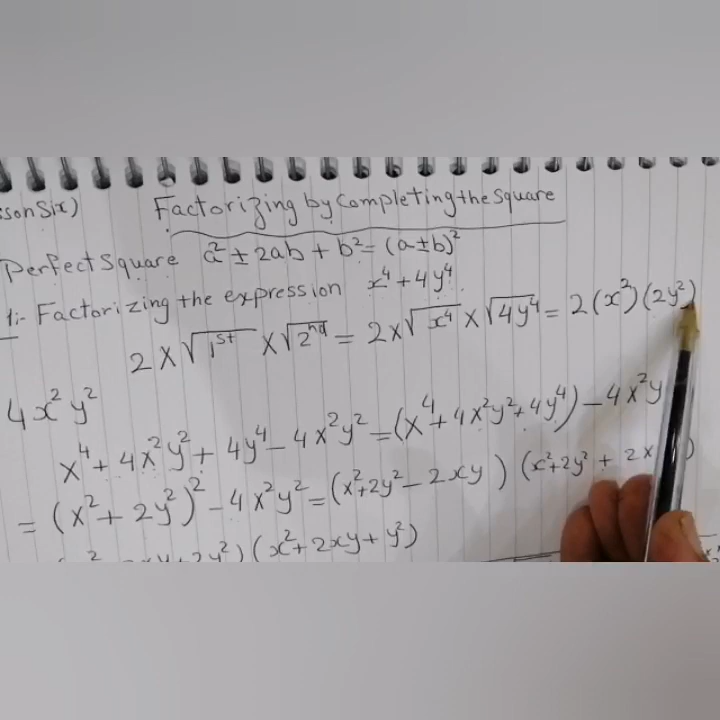 sson Six) Factorizing by Completing the Square
Perfect Square a² ± 2ab + b² = (a±b)²
1:- Factorizing the expression x⁴ + 4y⁴.
2 × √1st × √2nd = 2 × √x⁴ × √4y⁴ = 2(x²)(2y²)
4x²y²
x⁴ + 4x²y² + 4y⁴ - 4x²y² = (x⁴ + 4x²y² + 4y⁴) - 4x²y
= (x² + 2y²)² - 4x²y² = (x² + 2y² - 2xy) (x² + 2y² + 2x )
2y²) (x² + 2xy + y²)